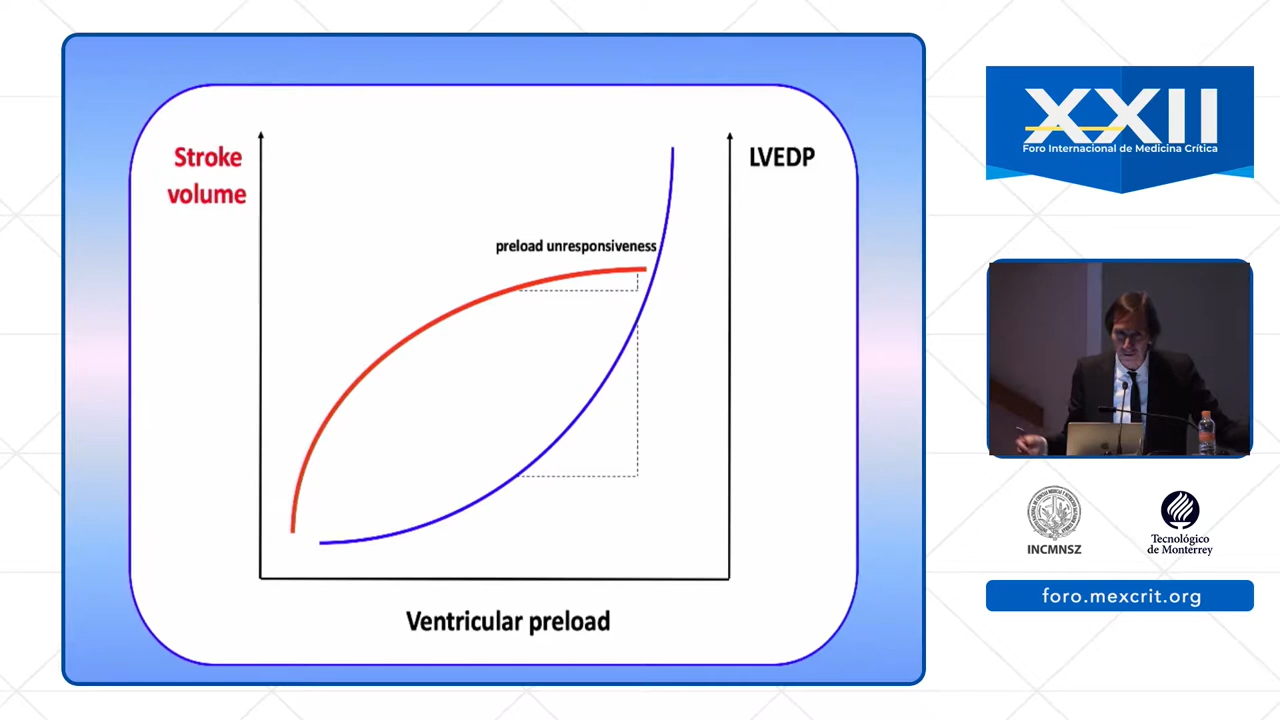 Stroke
volume
LVEDP
preload unresponsiveness
Ventricular preload
XXII
Foro Internacional de Medicina Crítica
INCMNSZ
Tecnológico
de Monterrey
foro.mexcrit.org